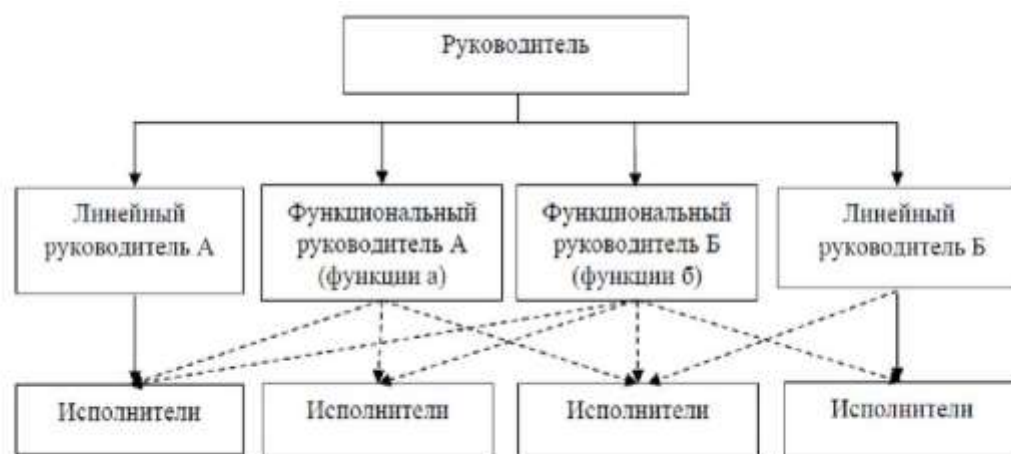 Руководитель
Линейный
руководитель А
Функциональный
руководитель А
(функции а)
Функциональный
руководитель Б
(функции б)
Линейный
руководитель Б
Исполнители
Исполнители
Исполнители
Исполнители